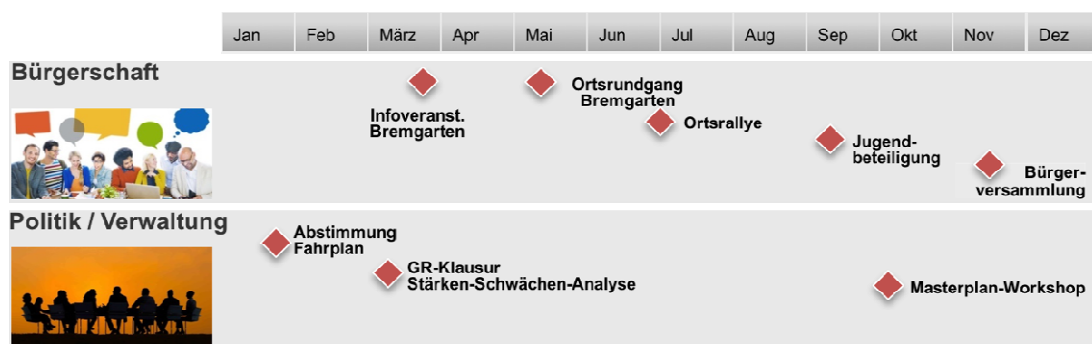 Jan Feb März Apr Mai Jun Jul Aug Sep Okt Nov Dez
Bürgerschaft
Infoveranst.
Bremgarten
Ortsrundgang
Bremgarten
Ortsrallye
Jugend-
beteiligung
Bürger-
versammlung
Politik / Verwaltung
Abstimmung
Fahrplan
GR-Klausur
Stärken-Schwächen-Analyse
Masterplan-Workshop